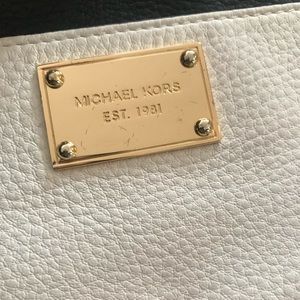 MICHAEL KORS
EST. 1981